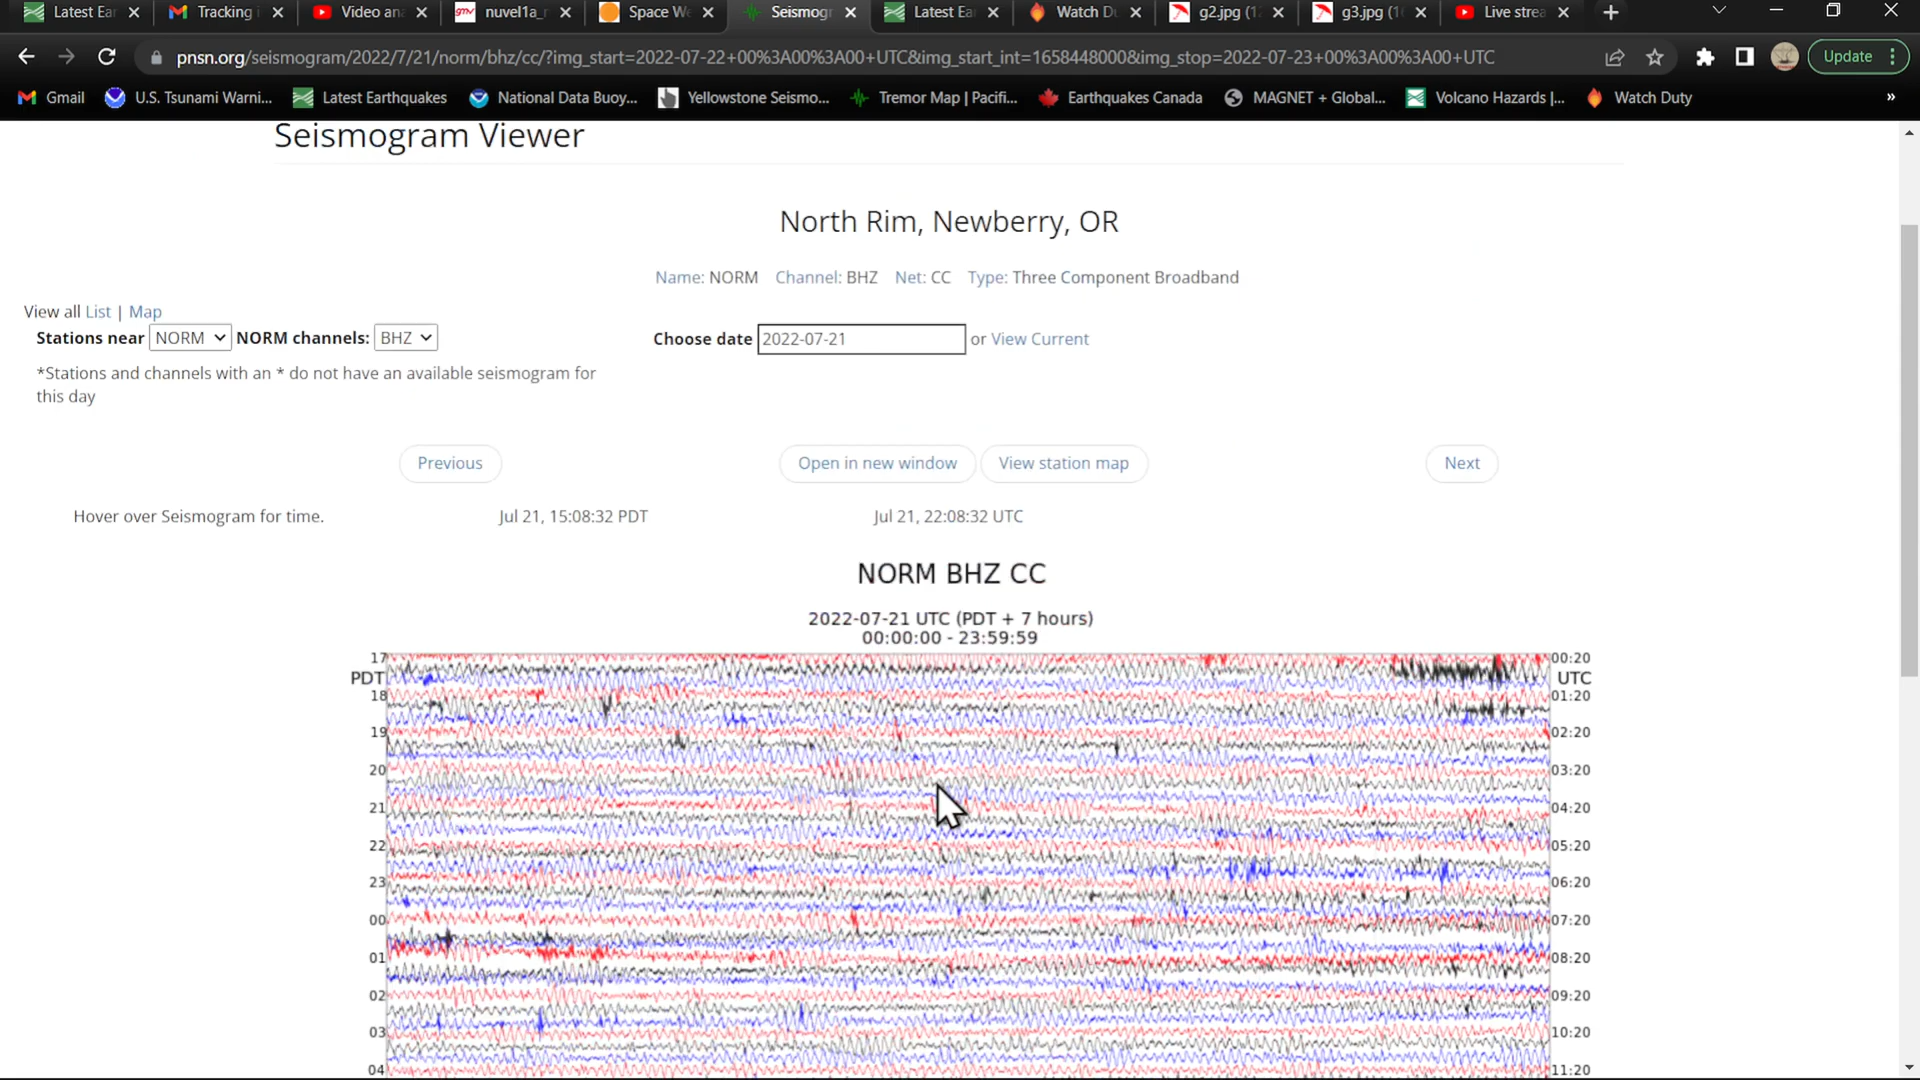 Latest Ear
Tracking i
Video ana
nuvel1a_r
Space We
Seismogr
Latest Ear
Watch Du
g2.jpg (12
g3.jpg (16
Live strea
pnsn.org/seismogram/2022/7/21/norm/bhz/cc/?img_start=2022-07-22+00%3A00%3A00+UTC&img_start_int=1658448000&img_stop=2022-07-23+00%3A00%3A00+UTC
Update
Gmail
U.S. Tsunami Warni...
Latest Earthquakes
National Data Buoy...
Yellowstone Seismo...
Tremor Map | Pacifi...
Earthquakes Canada
MAGNET + Global...
Volcano Hazards |...
Watch Duty
»
Seismogram Viewer
North Rim, Newberry, OR
Name: NORM Channel: BHZ Net: CC Type: Three Component Broadband
View all List | Map
Stations near NORM NORM channels: BHZ
Choose date 2022-07-21 or View Current
*Stations and channels with an * do not have an available seismogram for
this day
Previous
Open in new window
View station map
Next
Hover over Seismogram for time.
Jul 21, 15:08:32 PDT
Jul 21, 22:08:32 UTC
NORM BHZ CC
2022-07-21 UTC (PDT + 7 hours)
00:00:00 - 23:59:59
17 00:20
PDT UTC
18 01:20
19 02:20
20 03:20
21 04:20
22 05:20
23 06:20
00 07:20
01 08:20
02 09:20
03 10:20
04 11:20